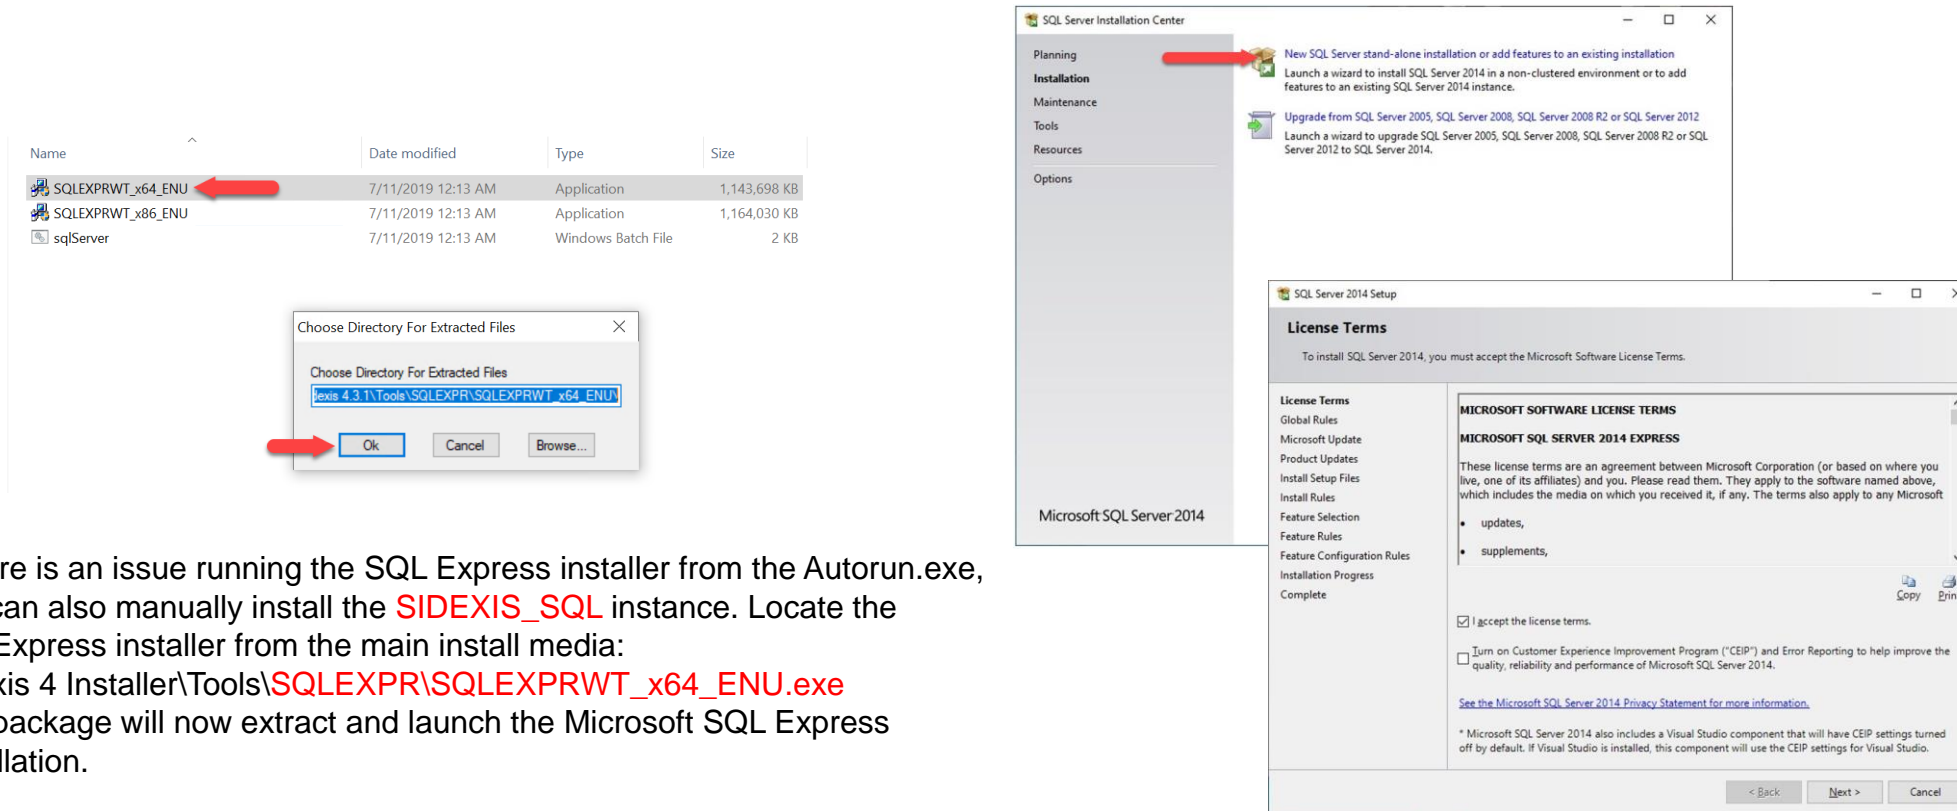 Name Date modified Type Size
SQLEXPRWT_x64_ENU 7/11/2019 12:13 AM Application 1,143,698 KB
SQLEXPRWT_x86_ENU 7/11/2019 12:13 AM Application 1,164,030 KB
sqlServer 7/11/2019 12:13 AM Windows Batch File 2 KB
Choose Directory For Extracted Files
Choose Directory For Extracted Files
dexis 4.3.1\Tools\SQLEXPR\SQLEXPRWT_x64_ENU\
Ok Cancel Browse...
re is an issue running the SQL Express installer from the Autorun.exe,
can also manually install the SIDEXIS_SQL instance. Locate the
Express installer from the main install media:
xis 4 Installer\Tools\SQLEXPR\SQLEXPRWT_x64_ENU.exe
package will now extract and launch the Microsoft SQL Express
llation.
SQL Server Installation Center
Planning
Installation
Maintenance
Tools
Resources
Options
Microsoft SQL Server 2014
New SQL Server stand-alone installation or add features to an existing installation
Launch a wizard to install SQL Server 2014 in a non-clustered environment or to add
features to an existing SQL Server 2014 instance.
Upgrade from SQL Server 2005, SQL Server 2008, SQL Server 2008 R2 or SQL Server 2012
Launch a wizard to upgrade SQL Server 2005, SQL Server 2008, SQL Server 2008 R2 or SQL
Server 2012 to SQL Server 2014.
SQL Server 2014 Setup
License Terms
To install SQL Server 2014, you must accept the Microsoft Software License Terms.
License Terms
Global Rules
Microsoft Update
Product Updates
Install Setup Files
Install Rules
Feature Selection
Feature Rules
Feature Configuration Rules
Installation Progress
Complete
MICROSOFT SOFTWARE LICENSE TERMS
MICROSOFT SQL SERVER 2014 EXPRESS
These license terms are an agreement between Microsoft Corporation (or based on where you
live, one of its affiliates) and you. Please read them. They apply to the software named above,
which includes the media on which you received it, if any. The terms also apply to any Microsoft
• updates,
• supplements,
Copy Prin
I accept the license terms.
Turn on Customer Experience Improvement Program ("CEIP") and Error Reporting to help improve the
quality, reliability and performance of Microsoft SQL Server 2014.
See the Microsoft SQL Server 2014 Privacy Statement for more information.
* Microsoft SQL Server 2014 also includes a Visual Studio component that will have CEIP settings turned
off by default. If Visual Studio is installed, this component will use the CEIP settings for Visual Studio.
< Back Next > Cancel